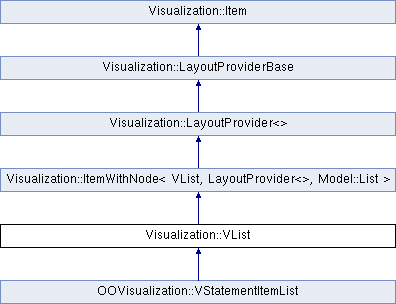 Visualization::Item
Visualization::LayoutProviderBase
Visualization::LayoutProvider<>
Visualization::ItemWithNode< VList, LayoutProvider<>, Model::List >
Visualization::VList
OOVisualization::VStatementItemList